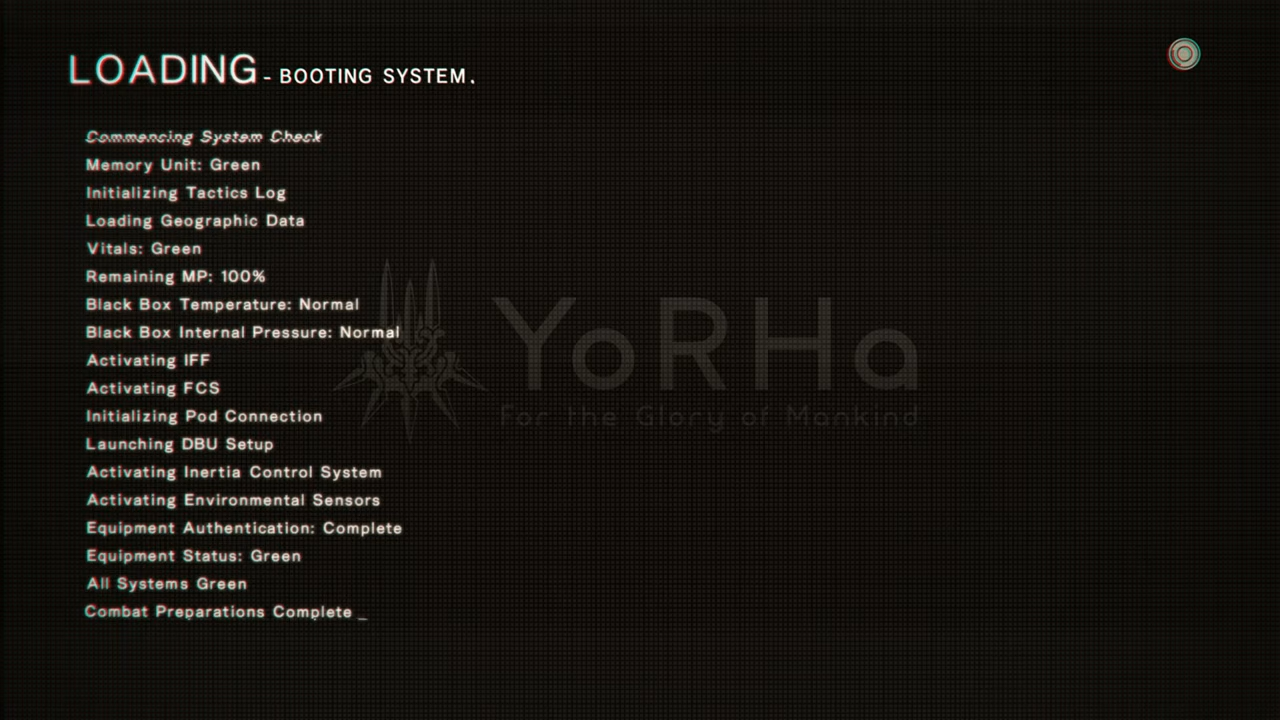 LOADING - BOOTING SYSTEM.
Commencing System Check
Memory Unit: Green
Initializing Tactics Log
Loading Geographic Data
Vitals: Green
Remaining MP: 100%
Black Box Temperature: Normal
Black Box Internal Pressure: Normal
Activating IFF
Activating FCS
Initializing Pod Connection
Launching DBU Setup
Activating Inertia Control System
Activating Environmental Sensors
Equipment Authentication: Complete
Equipment Status: Green
All Systems Green
Combat Preparations Complete _
YoRHa
For the Glory of Mankind